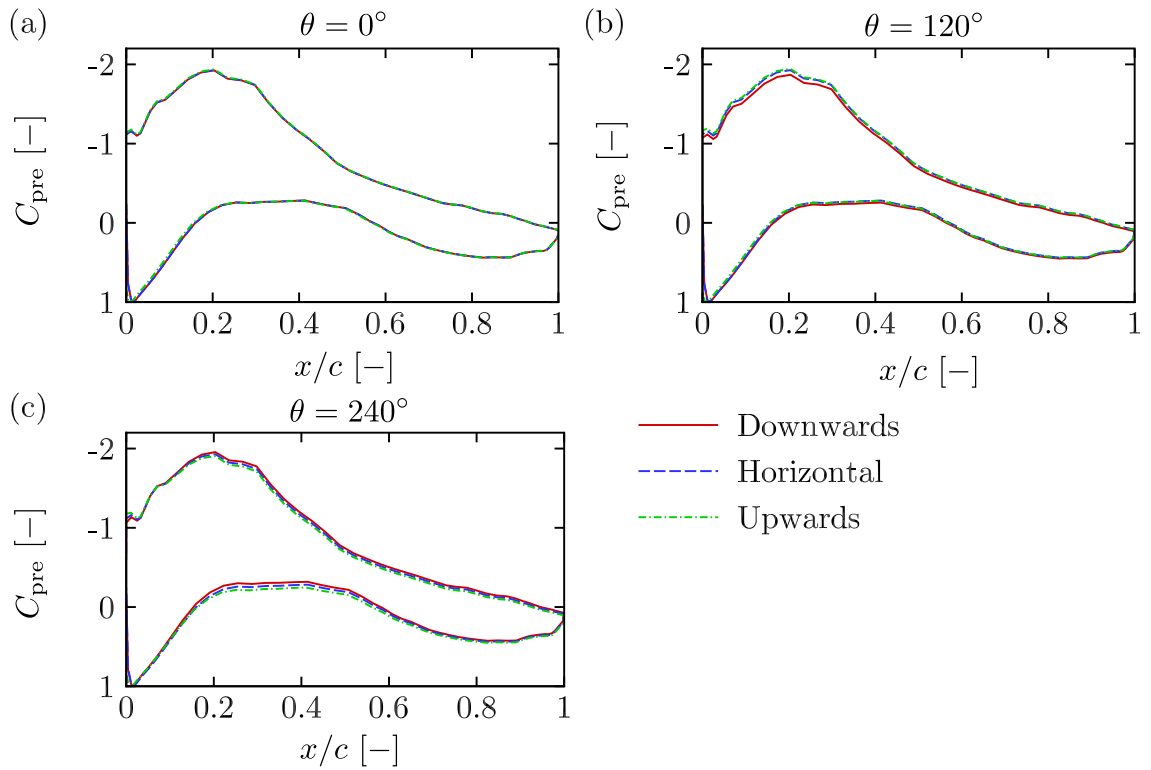 (a)
θ = 0°
-2
-1
0
1
C_pre [−]
0 0.2 0.4 0.6 0.8 1
x/c [−]
(b)
θ = 120°
-2
-1
0
1
C_pre [−]
0 0.2 0.4 0.6 0.8 1
x/c [−]
(c)
θ = 240°
-2
-1
0
1
C_pre [−]
0 0.2 0.4 0.6 0.8 1
x/c [−]
Downwards
Horizontal
Upwards